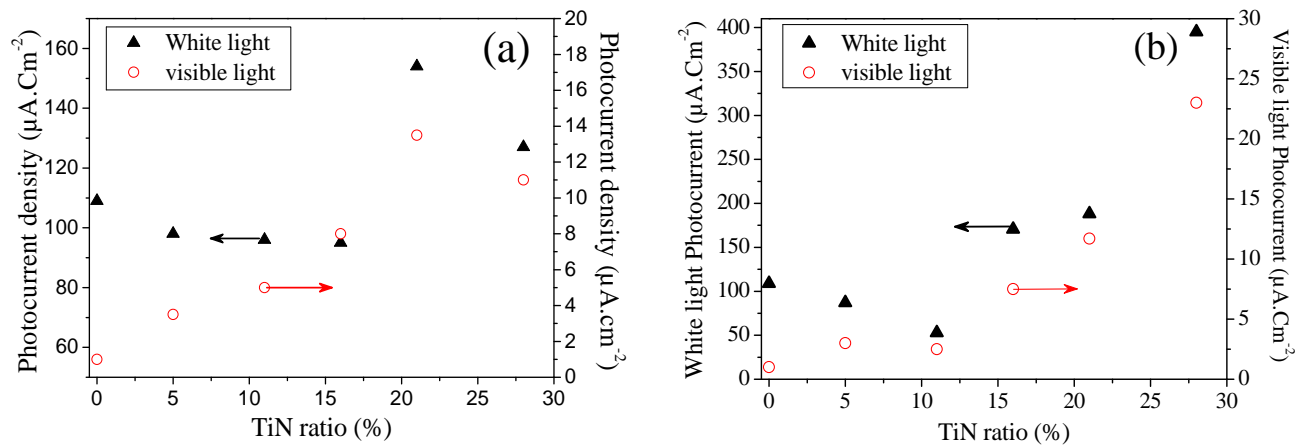 (a)
White light
visible light
Photocurrent density (µA.Cm⁻²)
60
80
100
120
140
160
0
2
4
6
8
10
12
14
16
18
20
Photocurrent density (µA.cm⁻²)
0 5 10 15 20 25 30
TiN ratio (%)
(b)
White light
visible light
White light Photocurrent (µA.Cm⁻²)
0
50
100
150
200
250
300
350
400
0
5
10
15
20
25
30
Visible light Photocurrent (µA.Cm⁻²)
0 5 10 15 20 25 30
TiN ratio (%)